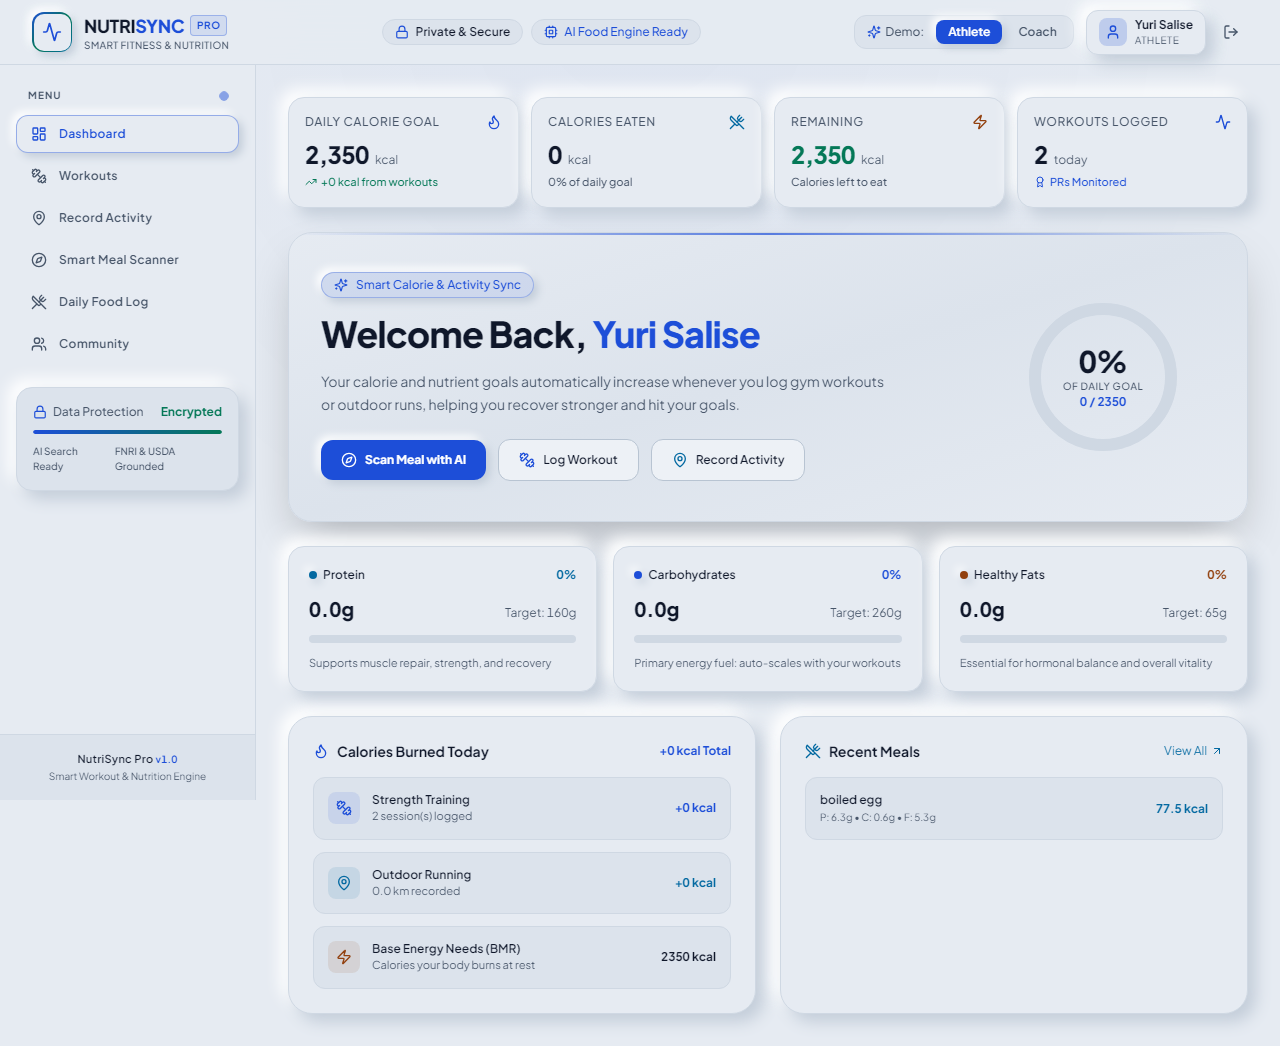 NUTRISYNC PRO
SMART FITNESS & NUTRITION
Private & Secure
AI Food Engine Ready
Demo:
Athlete
Coach
Yuri Salise
ATHLETE
MENU
Dashboard
Workouts
Record Activity
Smart Meal Scanner
Daily Food Log
Community
Data Protection
Encrypted
AI Search Ready
FNRI & USDA Grounded
NutriSync Pro v1.0
Smart Workout & Nutrition Engine
DAILY CALORIE GOAL
2,350 kcal
+0 kcal from workouts
CALORIES EATEN
0 kcal
0% of daily goal
REMAINING
2,350 kcal
Calories left to eat
WORKOUTS LOGGED
2 today
PRs Monitored
Smart Calorie & Activity Sync
Welcome Back, Yuri Salise
Your calorie and nutrient goals automatically increase whenever you log gym workouts
or outdoor runs, helping you recover stronger and hit your goals.
Scan Meal with AI
Log Workout
Record Activity
0%
OF DAILY GOAL
0 / 2350
Protein
0%
0.0g
Target: 160g
Supports muscle repair, strength, and recovery
Carbohydrates
0%
0.0g
Target: 260g
Primary energy fuel: auto-scales with your workouts
Healthy Fats
0%
0.0g
Target: 65g
Essential for hormonal balance and overall vitality
Calories Burned Today
+0 kcal Total
Strength Training
2 session(s) logged
+0 kcal
Outdoor Running
0.0 km recorded
+0 kcal
Base Energy Needs (BMR)
Calories your body burns at rest
2350 kcal
Recent Meals
View All
boiled egg
P: 6.3g • C: 0.6g • F: 5.3g
77.5 kcal